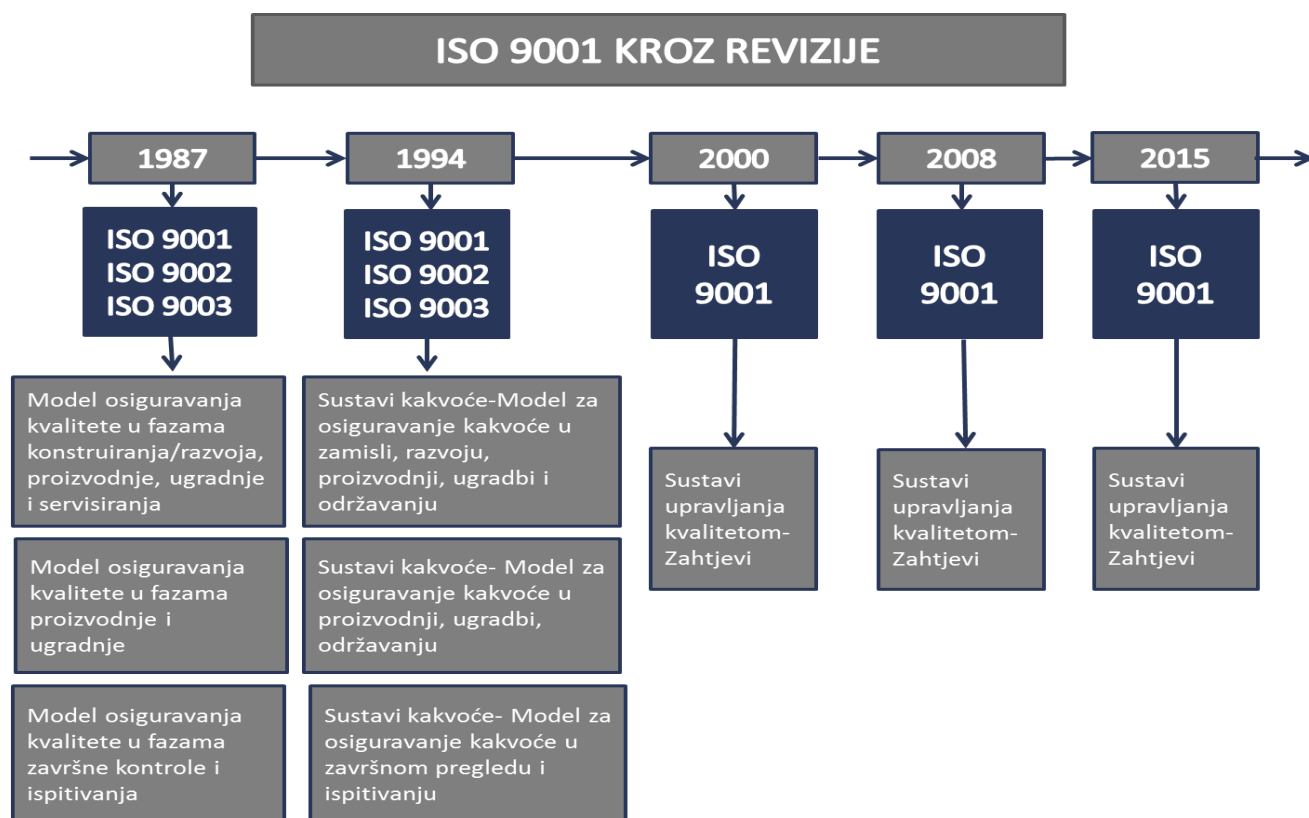 ISO 9001 KROZ REVIZIJE
1987
1994
2000
2008
2015
ISO 9001
ISO 9002
ISO 9003
ISO 9001
ISO 9002
ISO 9003
ISO
9001
ISO
9001
ISO
9001
Model osiguravanja
kvalitete u fazama
konstruiranja/razvoja,
proizvodnje, ugradnje
i servisiranja
Sustavi kakvoće-Model za
osiguravanje kakvoće u
zamisli, razvoju,
proizvodnji, ugradbi i
održavanju
Sustavi
upravljanja
kvalitetom-
Zahtjevi
Sustavi
upravljanja
kvalitetom-
Zahtjevi
Sustavi
upravljanja
kvalitetom-
Zahtjevi
Model osiguravanja
kvalitete u fazama
proizvodnje i
ugradnje
Sustavi kakvoće- Model za
osiguravanje kakvoće u
proizvodnji, ugradbi,
održavanju
Model osiguravanja
kvalitete u fazama
završne kontrole i
ispitivanja
Sustavi kakvoće- Model za
osiguravanje kakvoće u
završnom pregledu i
ispitivanju